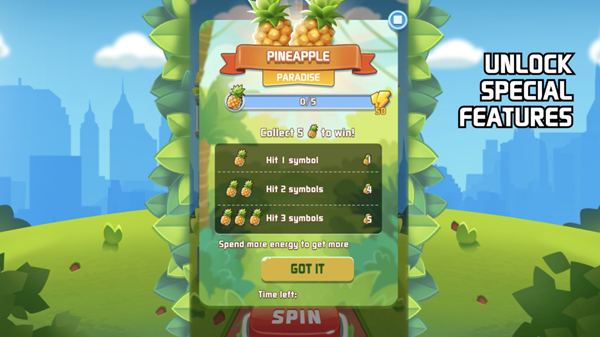 PINEAPPLE
PARADISE
0/5
50
Collect 5 to win!
Hit 1 symbol 1
Hit 2 symbols 4
Hit 3 symbols 5
Spend more energy to get more
GOT IT
Time left:
SPIN
UNLOCK
SPECIAL
FEATURES